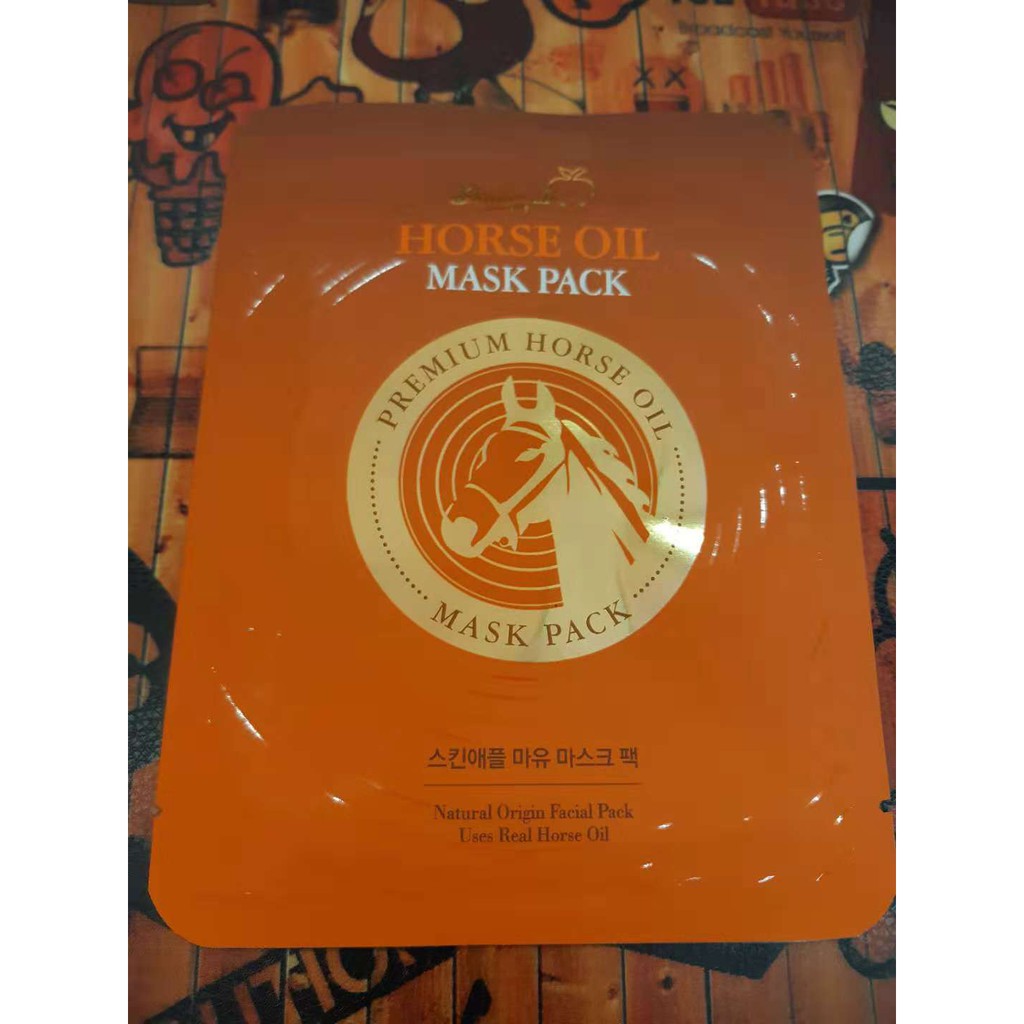 HORSE OIL
MASK PACK
PREMIUM HORSE OIL
MASK PACK
스킨애플 마유 마스크 팩
Natural Origin Facial Pack
Uses Real Horse Oil